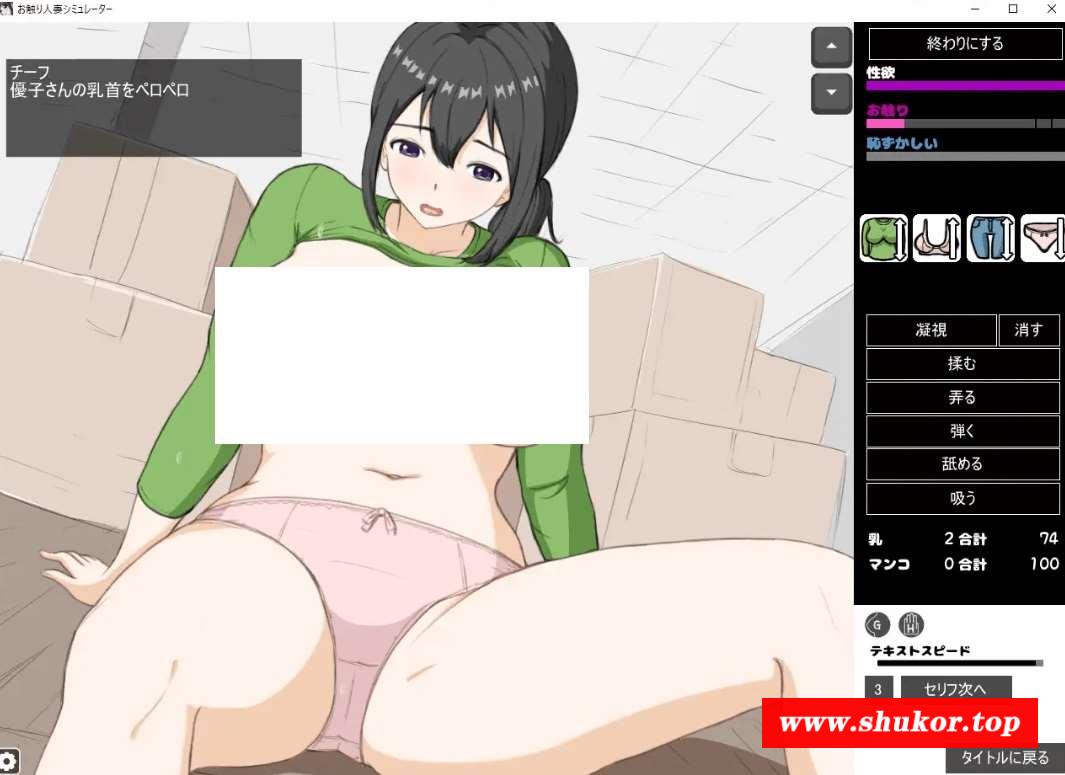 お触り人妻シミュレーター
チーフ
優子さんの乳首をペロペロ
終わりにする
性欲
お触り
恥ずかしい
凝視
消す
揉む
弄る
弾く
舐める
吸う
乳 2 合計 74
マンコ 0 合計 100
G H
テキストスピード
3 セリフ次へ
www.shukor.top
タイトルに戻る